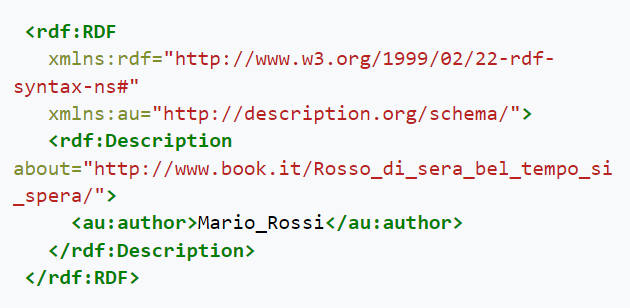 <rdf:RDF
xmlns:rdf="http://www.w3.org/1999/02/22-rdf-
syntax-ns#"
xmlns:au="http://description.org/schema/">
<rdf:Description
about="http://www.book.it/Rosso_di_sera_bel_tempo_si
_spera/">
<au:author>Mario_Rossi</au:author>
</rdf:Description>
</rdf:RDF>